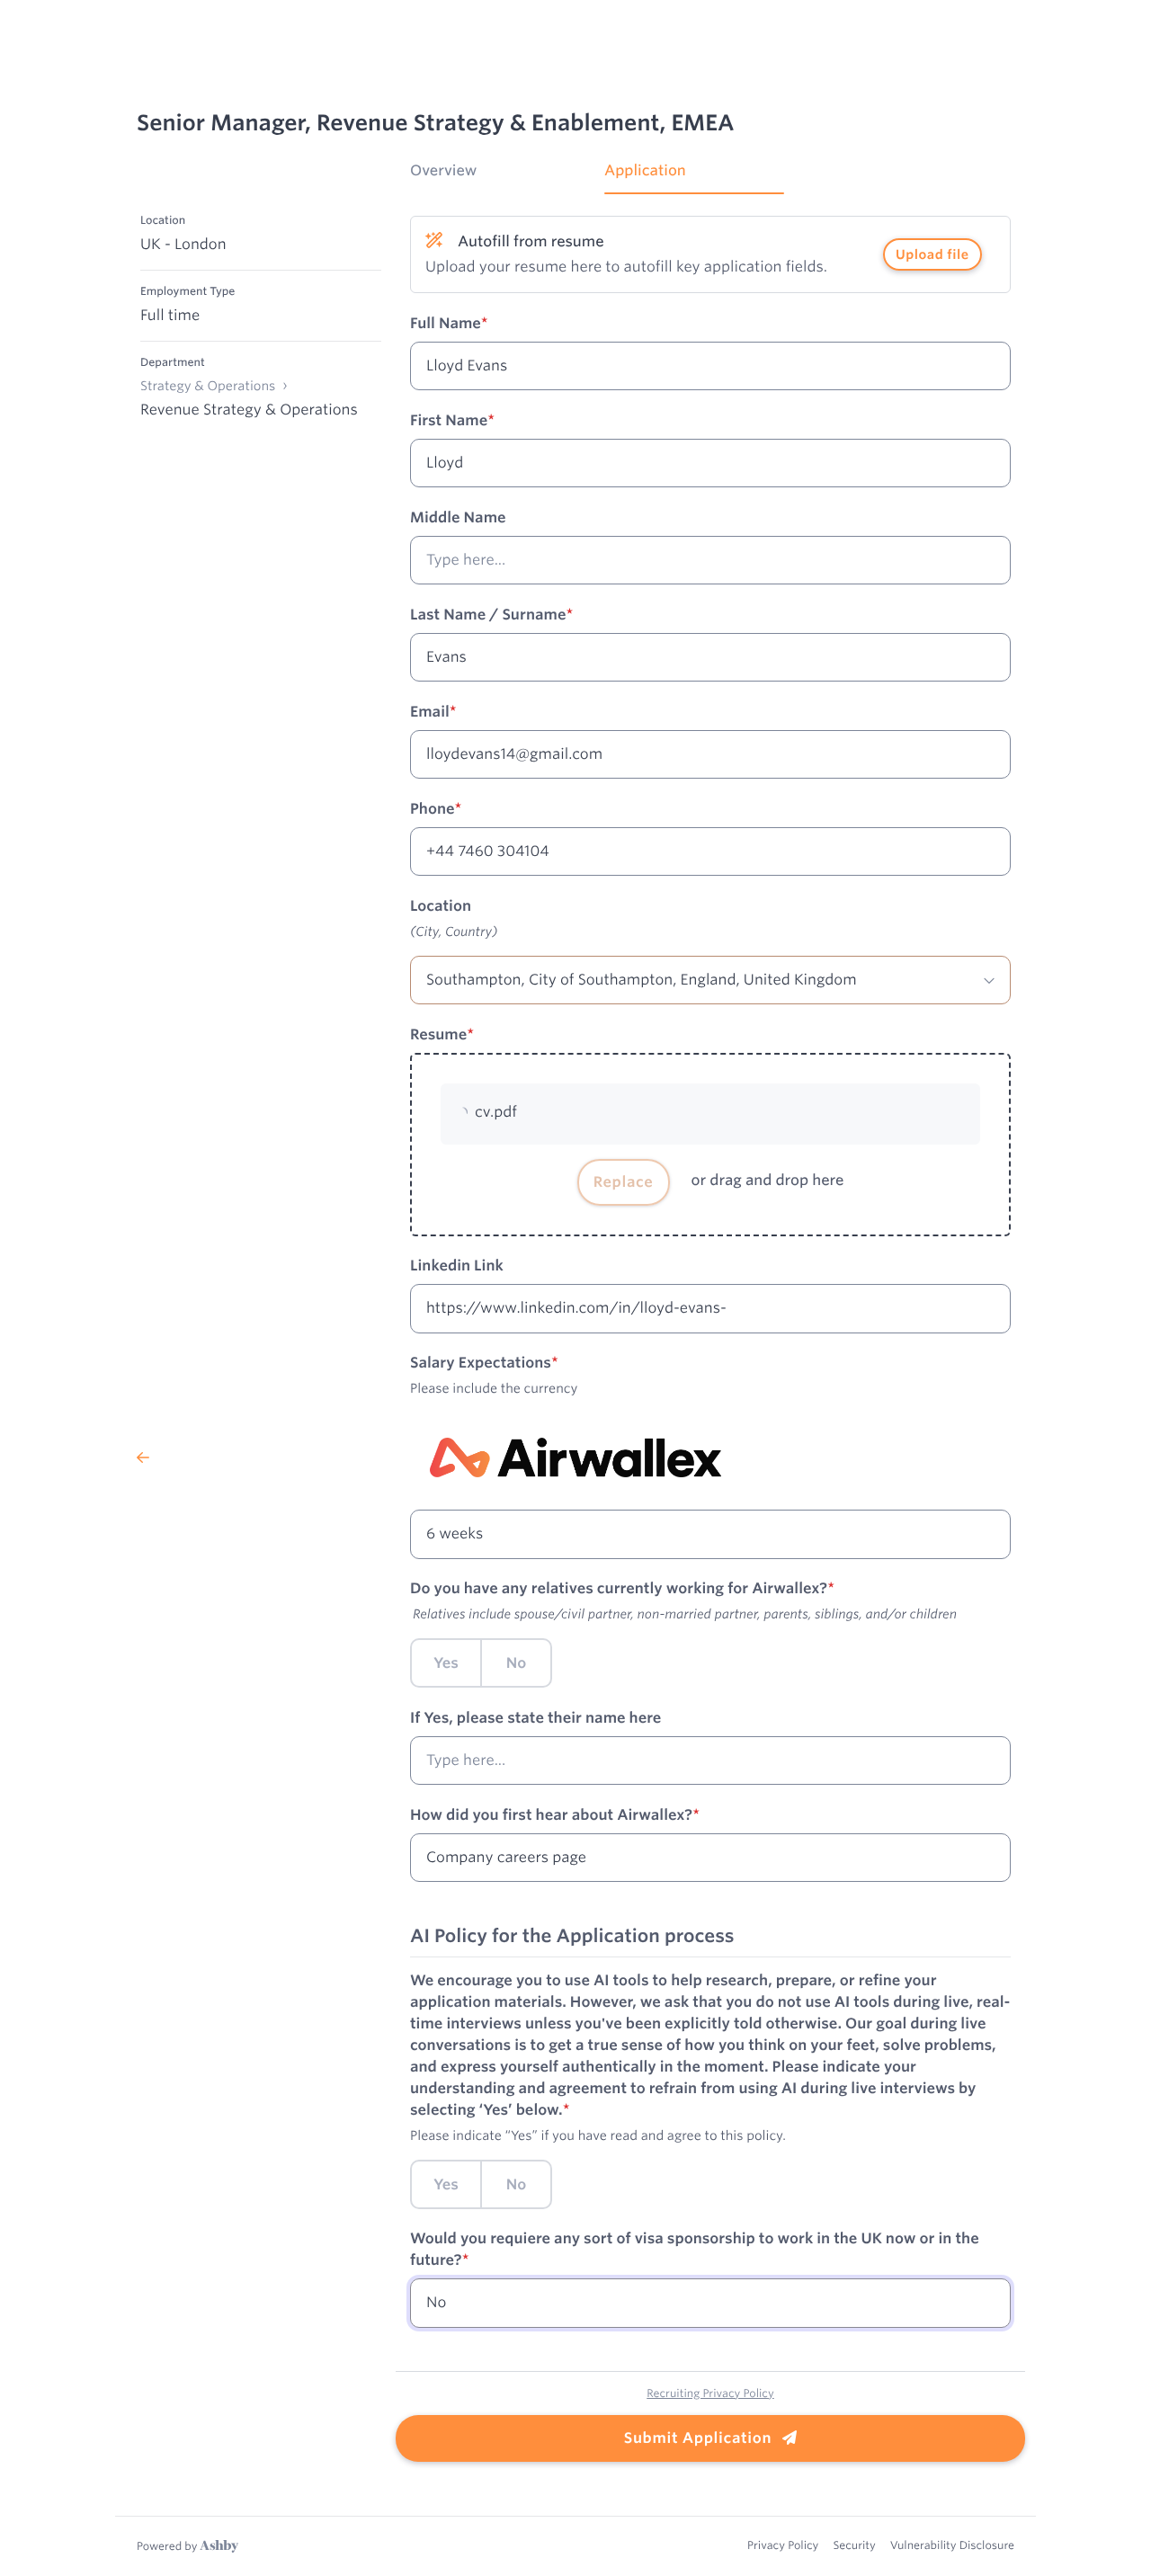 Senior Manager, Revenue Strategy & Enablement, EMEA
Overview
Application
Location
UK - London
Employment Type
Full time
Department
Strategy & Operations ›
Revenue Strategy & Operations
Autofill from resume
Upload your resume here to autofill key application fields.
Upload file
Full Name*
Lloyd Evans
First Name*
Lloyd
Middle Name
Type here...
Last Name / Surname*
Evans
Email*
lloydevans14@gmail.com
Phone*
+44 7460 304104
Location
(City, Country)
Southampton, City of Southampton, England, United Kingdom
Resume*
cv.pdf
Replace
or drag and drop here
Linkedin Link
https://www.linkedin.com/in/lloyd-evans-
Salary Expectations*
Please include the currency
Airwallex
6 weeks
Do you have any relatives currently working for Airwallex?*
Relatives include spouse/civil partner, non-married partner, parents, siblings, and/or children
Yes
No
If Yes, please state their name here
Type here...
How did you first hear about Airwallex?*
Company careers page
AI Policy for the Application process
We encourage you to use AI tools to help research, prepare, or refine your
application materials. However, we ask that you do not use AI tools during live, real-
time interviews unless you've been explicitly told otherwise. Our goal during live
conversations is to get a true sense of how you think on your feet, solve problems,
and express yourself authentically in the moment. Please indicate your
understanding and agreement to refrain from using AI during live interviews by
selecting ‘Yes’ below.*
Please indicate “Yes” if you have read and agree to this policy.
Yes
No
Would you requiere any sort of visa sponsorship to work in the UK now or in the
future?*
No
Recruiting Privacy Policy
Submit Application
Powered by Ashby
Privacy Policy
Security
Vulnerability Disclosure